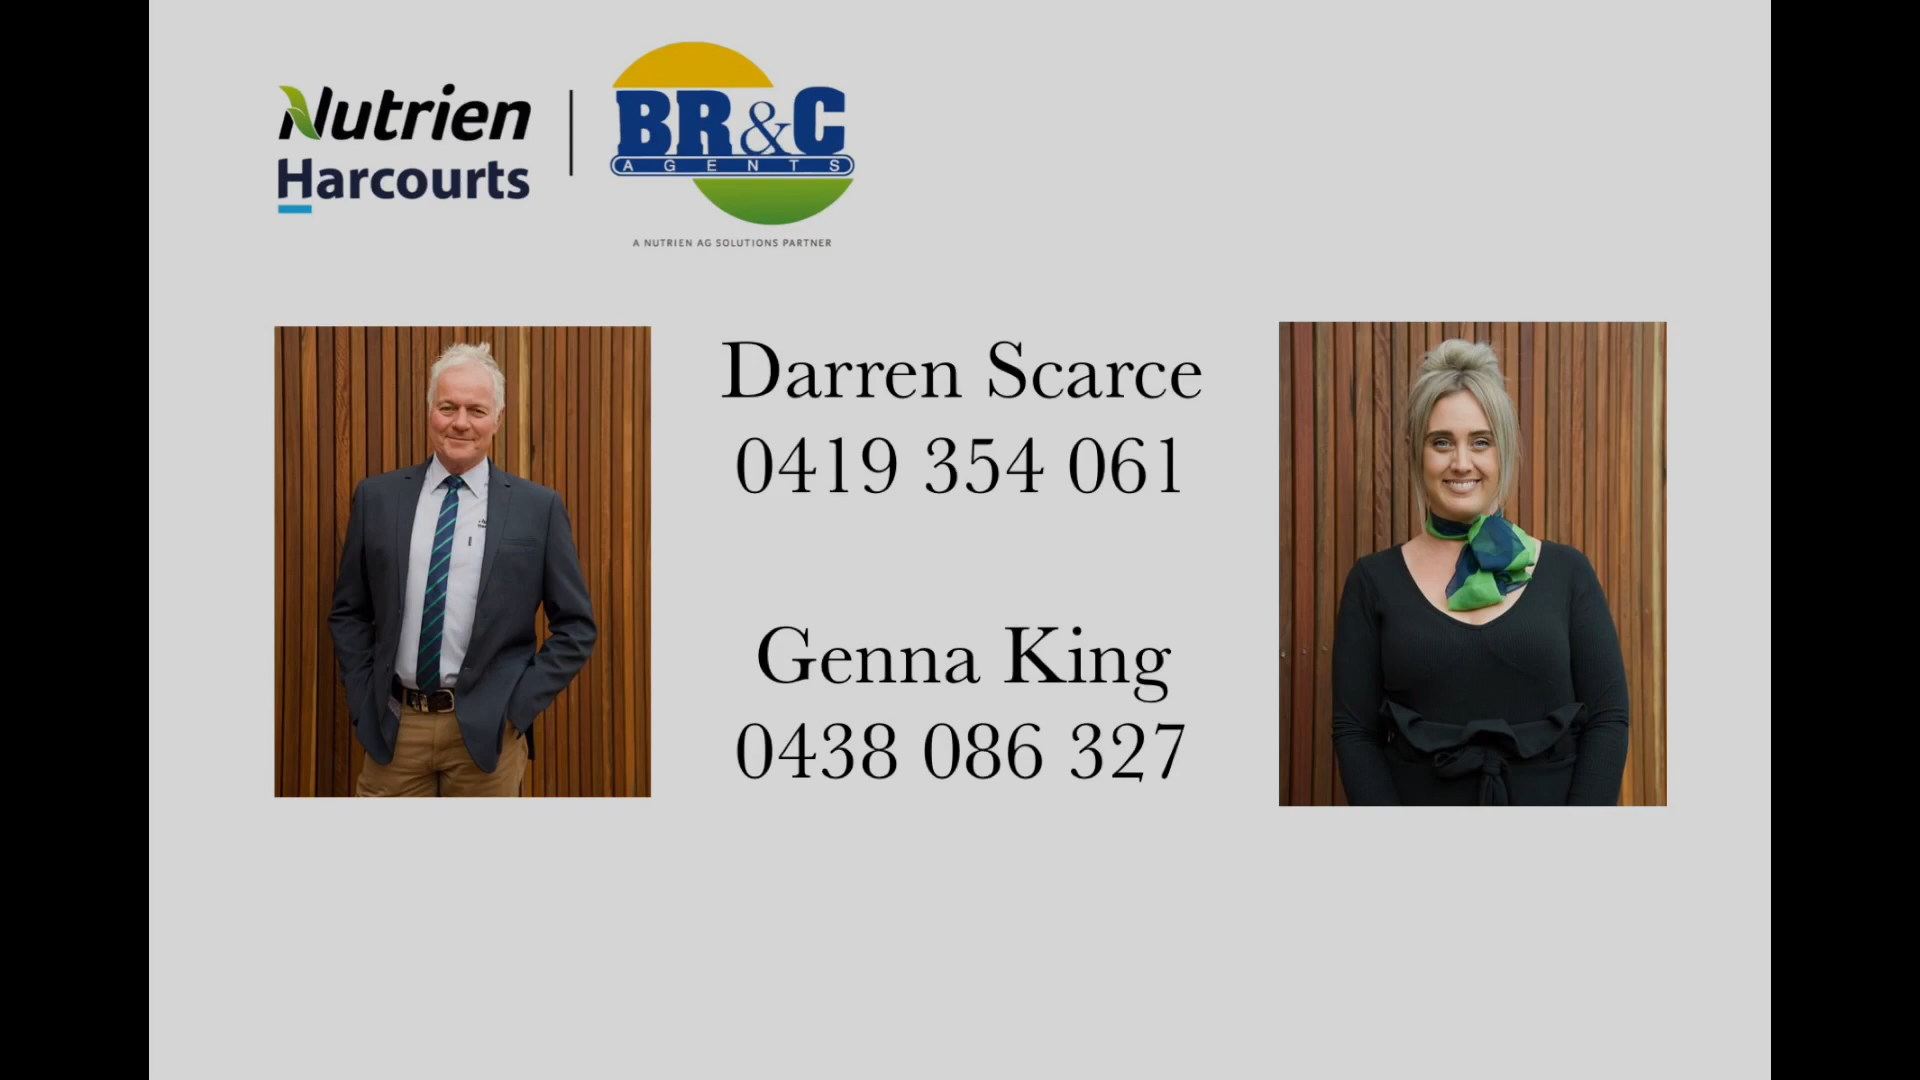 Nutrien
Harcourts
BR&C
AGENTS
A NUTRIEN AG SOLUTIONS PARTNER
Darren Scarce
0419 354 061
Genna King
0438 086 327